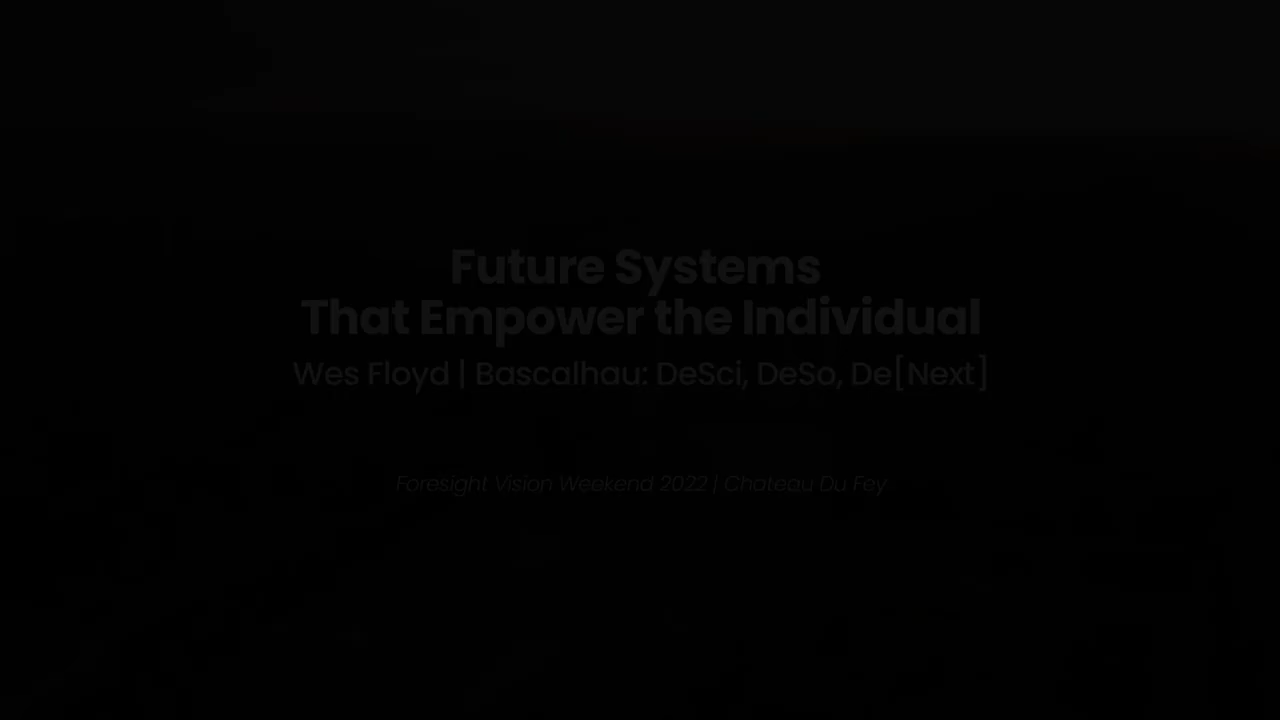 Future Systems
That Empower the Individual
Wes Floyd | Bascalhau: DeSci, DeSo, De[Next]
Foresight Vision Weekend 2022 | Chateau Du Fey